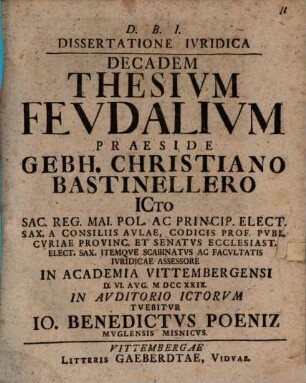 D. B. I.
DISSERTATIONE IVRIDICA
DECADEM
THESIVM
FEVDALIVM
PRAESIDE
GEBH. CHRISTIANO
BASTINELLERO
ICTO
SAC. REG. MAI. POL. AC PRINCIP. ELECT.
SAX. A CONSILIIS AVLAE, CODICIS PROF. PVBL.
CVRIAE PROVINC. ET SENATVS ECCLESIAST.
ELECT. SAX. ITEMQVE SCABINATVS AC FACVLTATIS
IVRIDICAE ASSESSORE
IN ACADEMIA VITTEMBERGENSI
D. VI. AVG. M DCC XXIX.
IN AVDITORIO ICTORVM
TVEBITVR
IO. BENEDICTVS POENIZ
MVGLENSIS MISNICVS.
VITTEMBERGAE
LITTERIS GAEBERDTAE, VIDVAE.